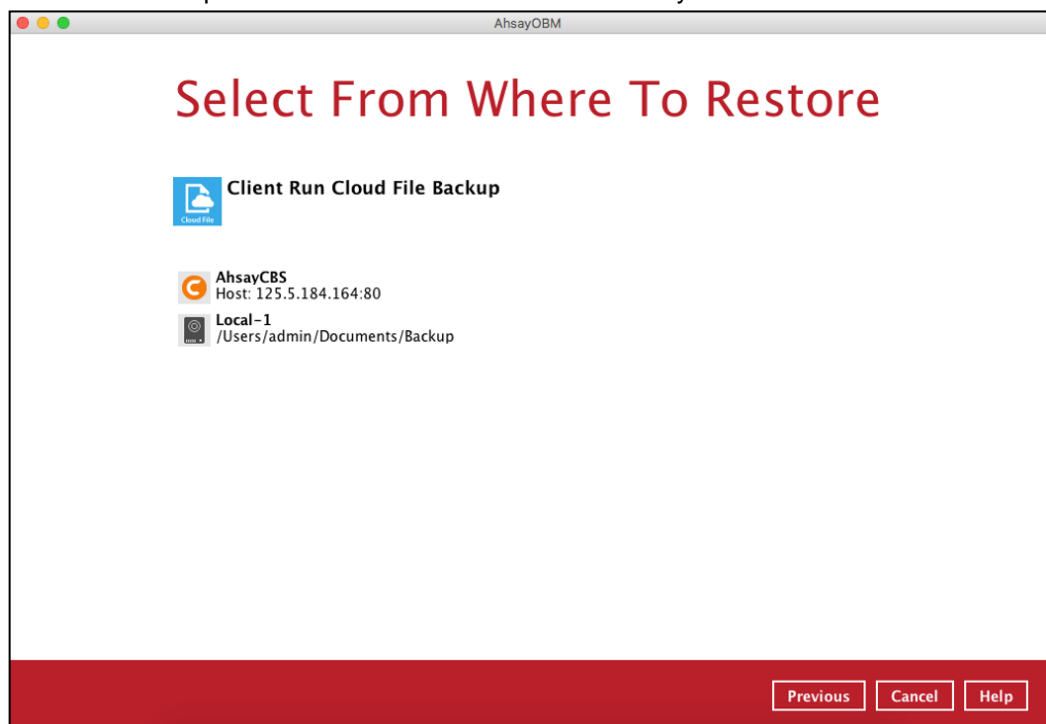 AhsayOBM
Select From Where To Restore
Client Run Cloud File Backup
Cloud File
AhsayCBS
Host: 125.5.184.164:80
Local-1
/Users/admin/Documents/Backup
Previous Cancel Help